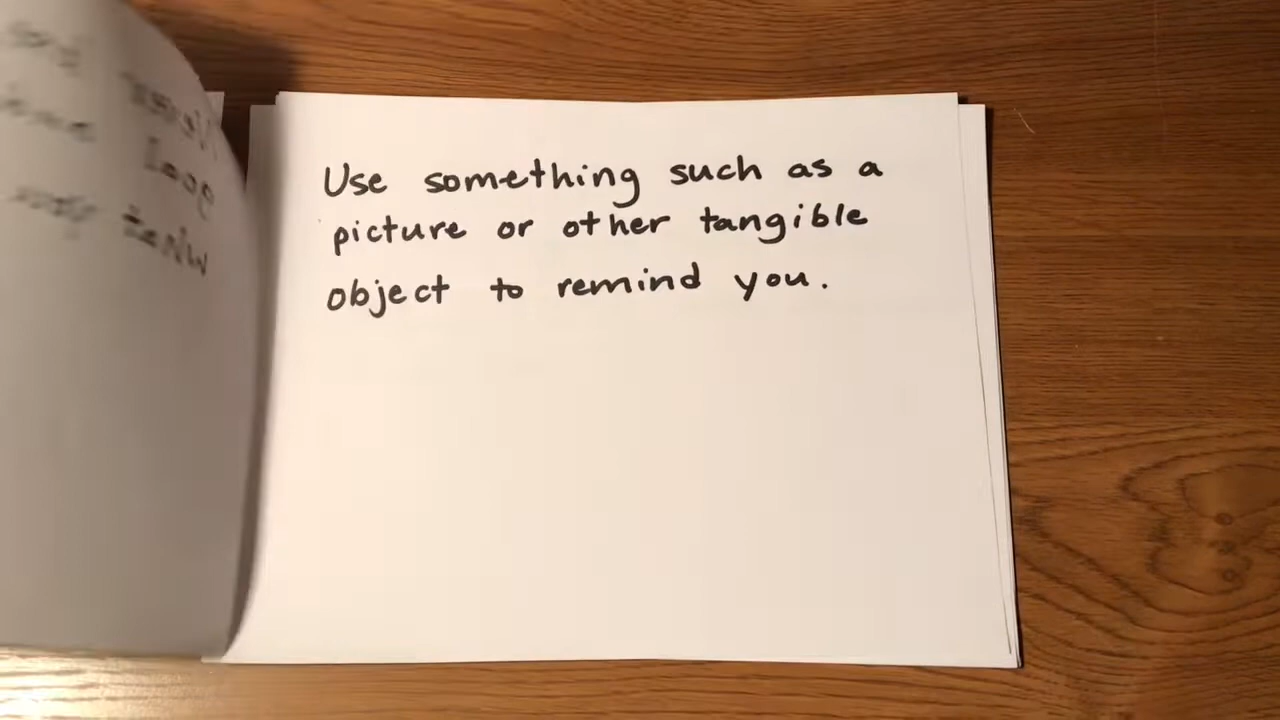 Use something such as a
picture or other tangible
object to remind you.